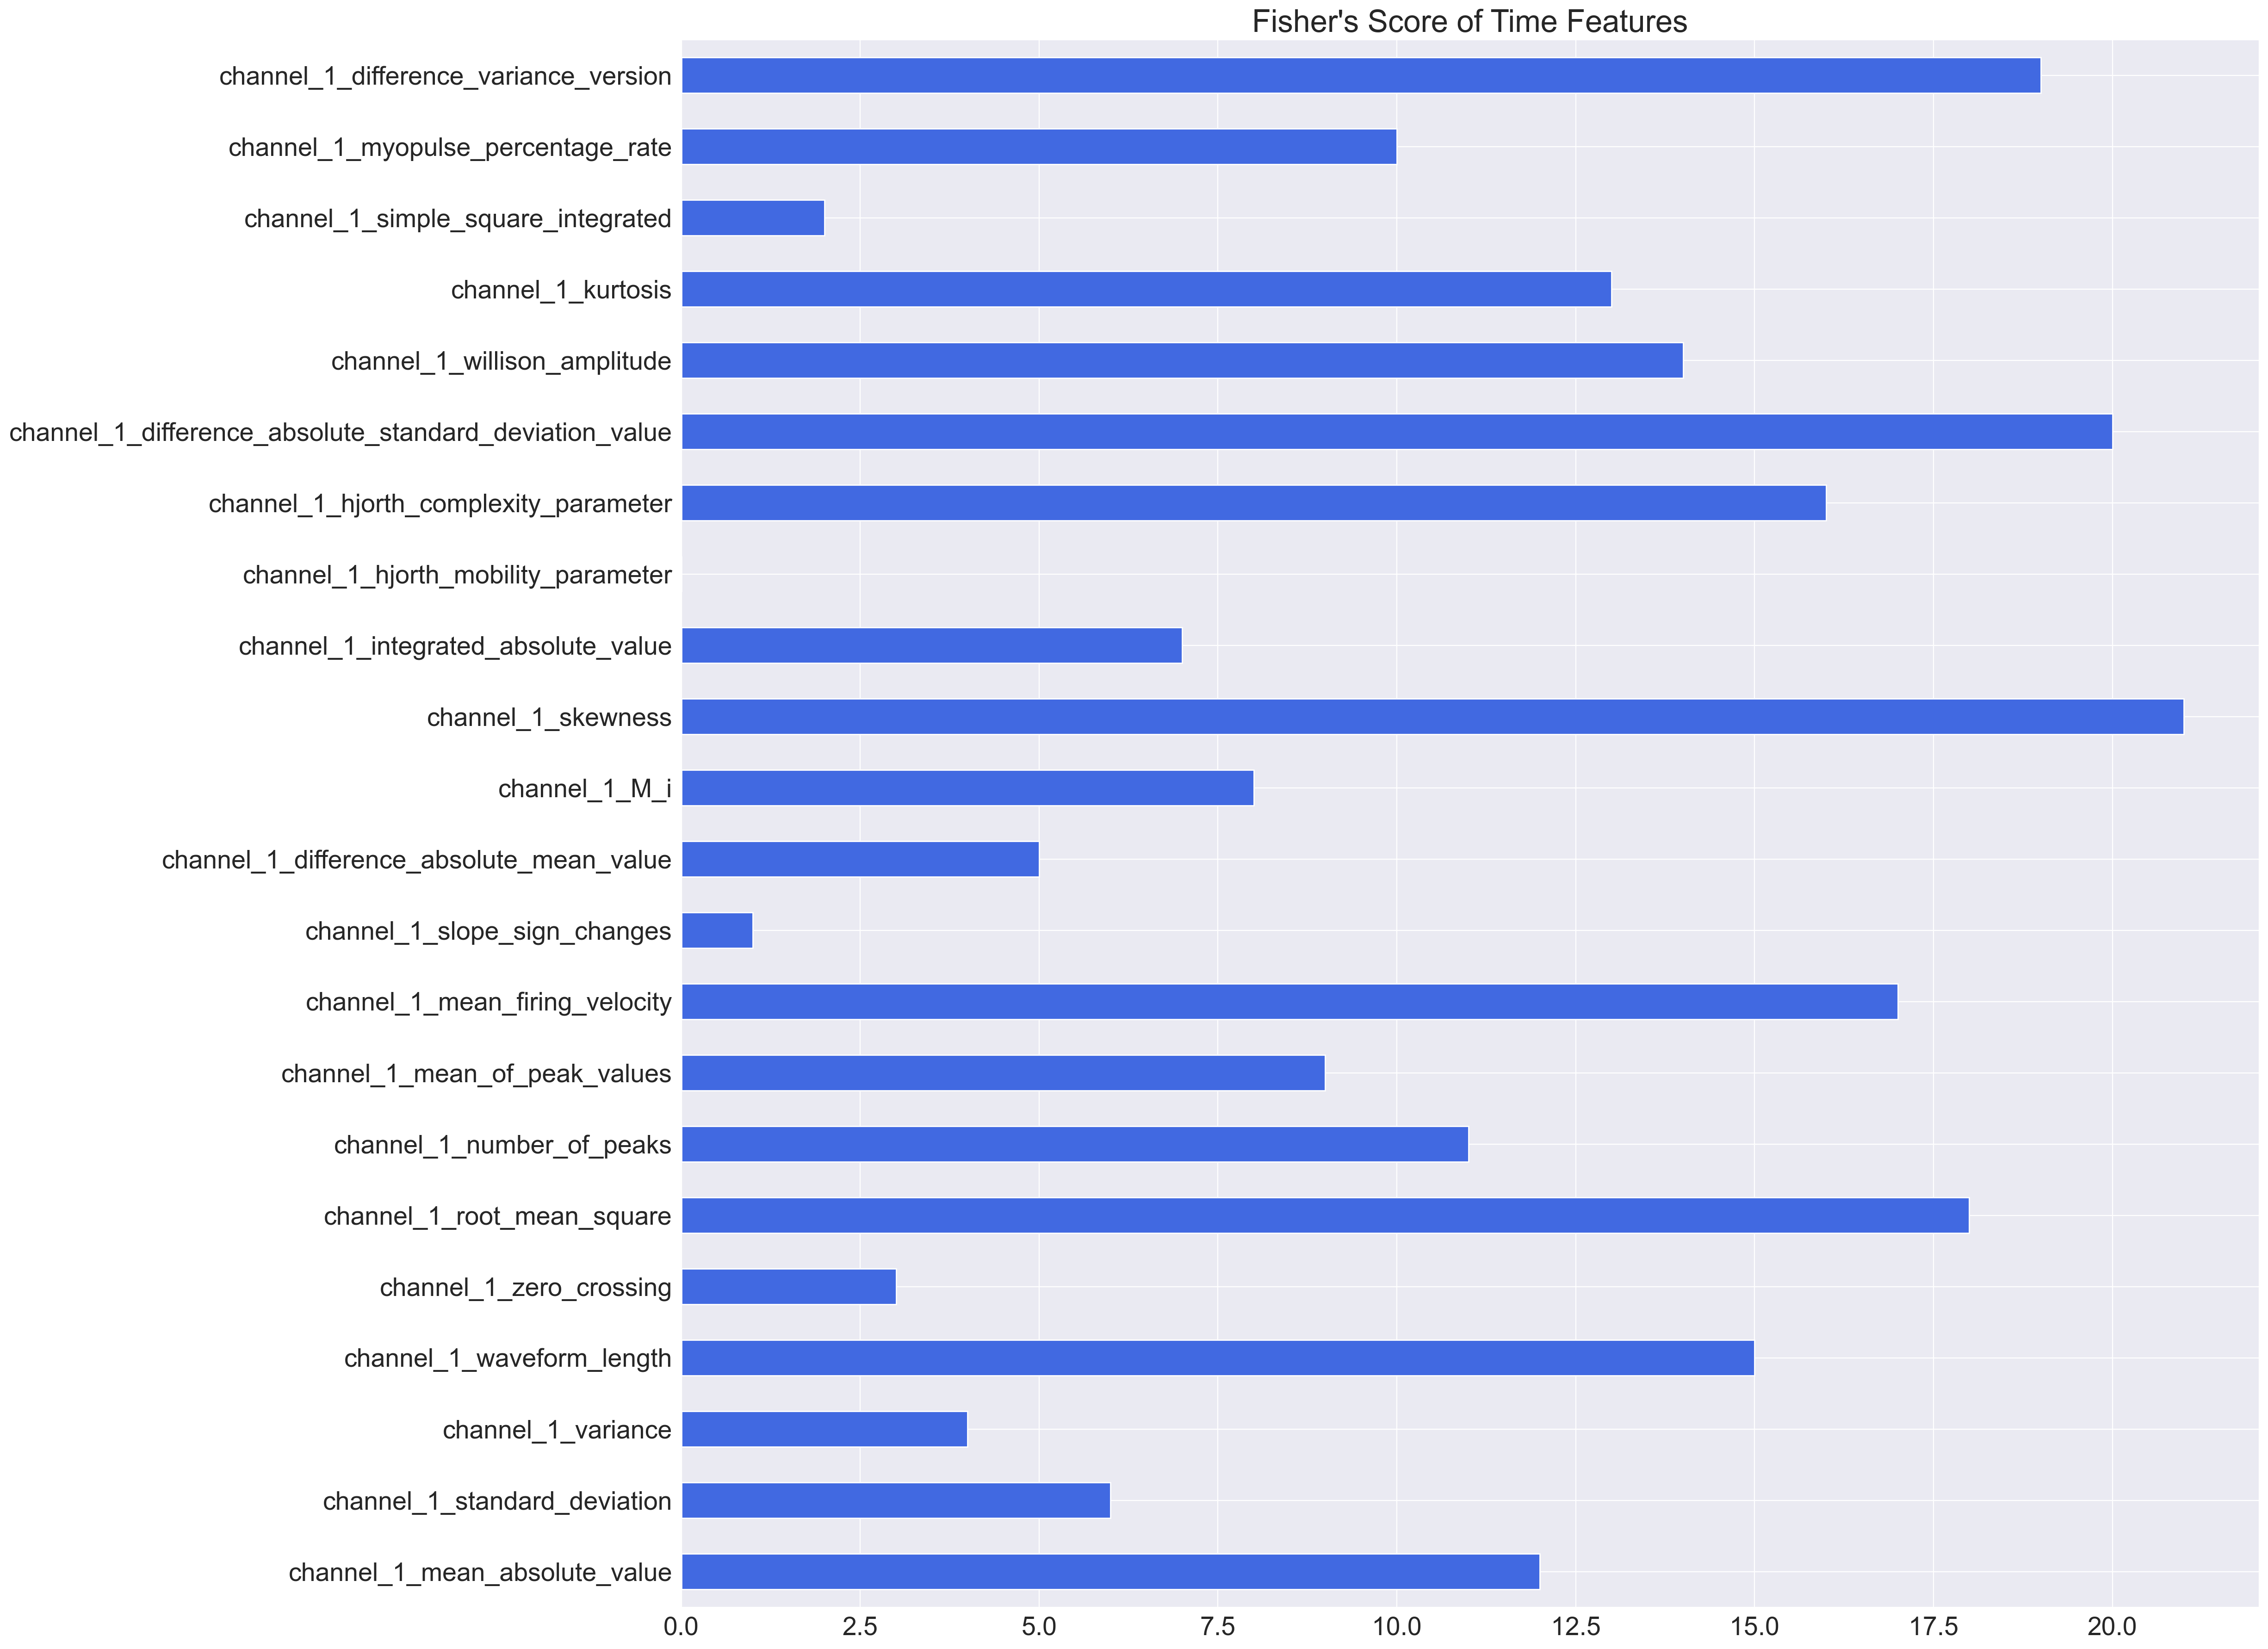 Fisher's Score of Time Features
channel_1_difference_variance_version
channel_1_myopulse_percentage_rate
channel_1_simple_square_integrated
channel_1_kurtosis
channel_1_willison_amplitude
channel_1_difference_absolute_standard_deviation_value
channel_1_hjorth_complexity_parameter
channel_1_hjorth_mobility_parameter
channel_1_integrated_absolute_value
channel_1_skewness
channel_1_M_i
channel_1_difference_absolute_mean_value
channel_1_slope_sign_changes
channel_1_mean_firing_velocity
channel_1_mean_of_peak_values
channel_1_number_of_peaks
channel_1_root_mean_square
channel_1_zero_crossing
channel_1_waveform_length
channel_1_variance
channel_1_standard_deviation
channel_1_mean_absolute_value
0.0 2.5 5.0 7.5 10.0 12.5 15.0 17.5 20.0